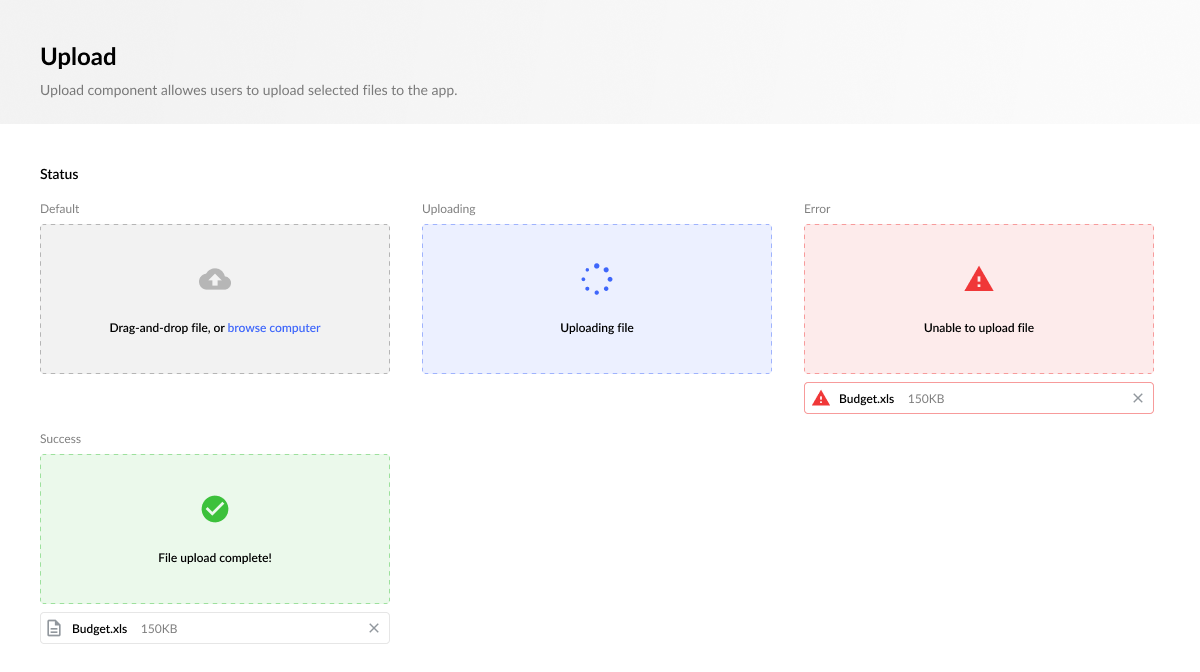 Upload
Upload component allowes users to upload selected files to the app.
Status
Default
Uploading
Error
Drag-and-drop file, or browse computer
Uploading file
Unable to upload file
Budget.xls 150KB
Success
File upload complete!
Budget.xls 150KB